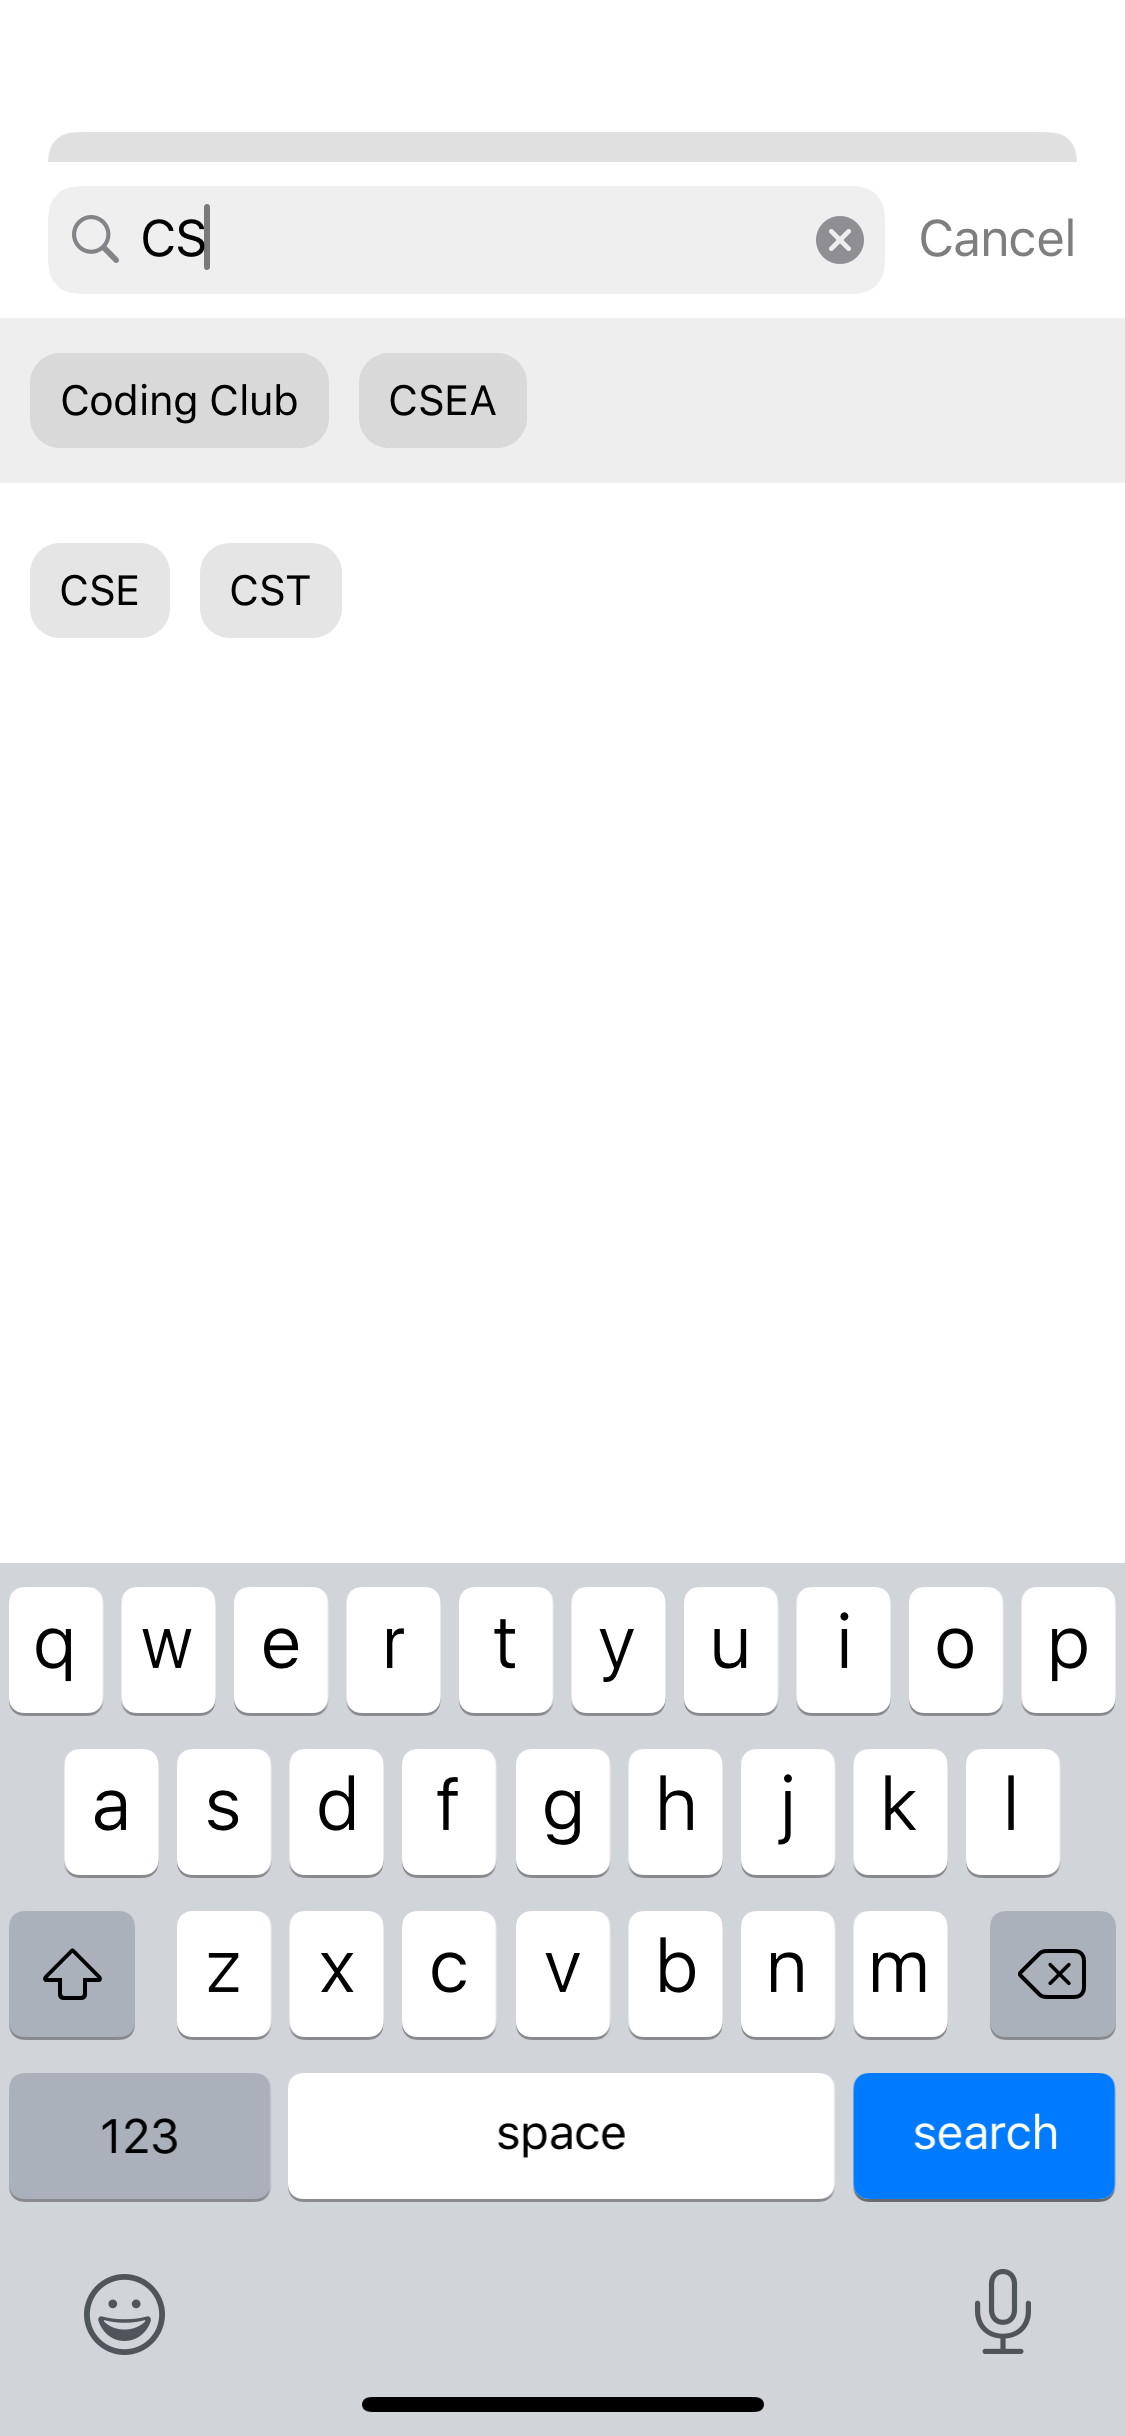 CS Cancel
Coding Club CSEA
CSE CST
q w e r t y u i o p
a s d f g h j k l
z x c v b n m
123 space search